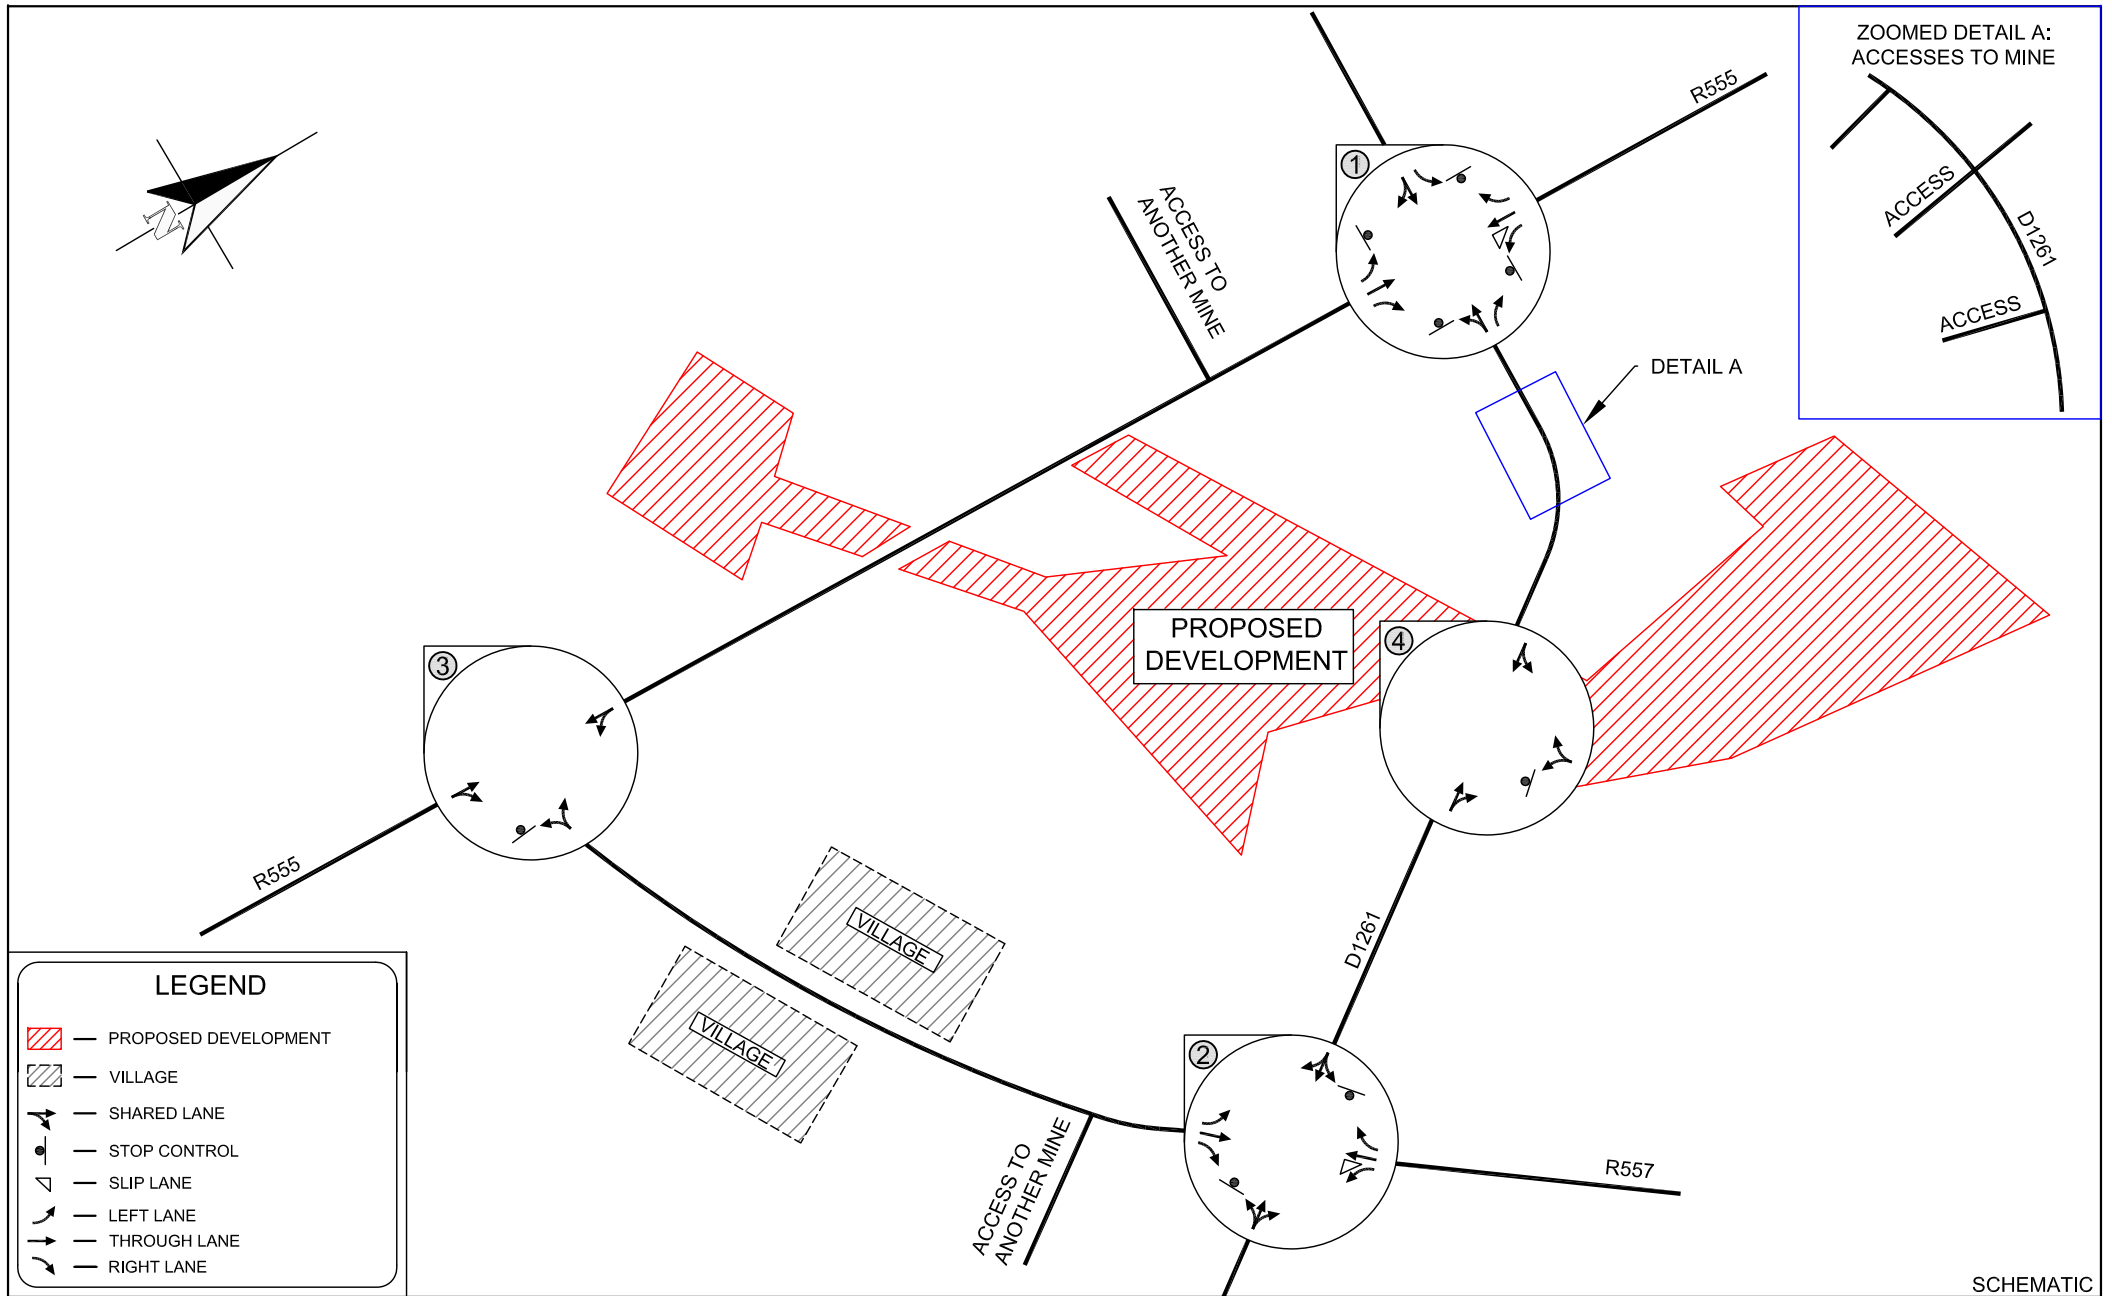 ZOOMED DETAIL A:
ACCESSES TO MINE
ACCESS
D1261
ACCESS
R555
1
N
ACCESS TO
ANOTHER MINE
DETAIL A
PROPOSED
DEVELOPMENT
4
3
R555
VILLAGE
VILLAGE
D1261
2
R557
ACCESS TO
ANOTHER MINE
LEGEND
PROPOSED DEVELOPMENT
VILLAGE
SHARED LANE
STOP CONTROL
SLIP LANE
LEFT LANE
THROUGH LANE
RIGHT LANE
SCHEMATIC